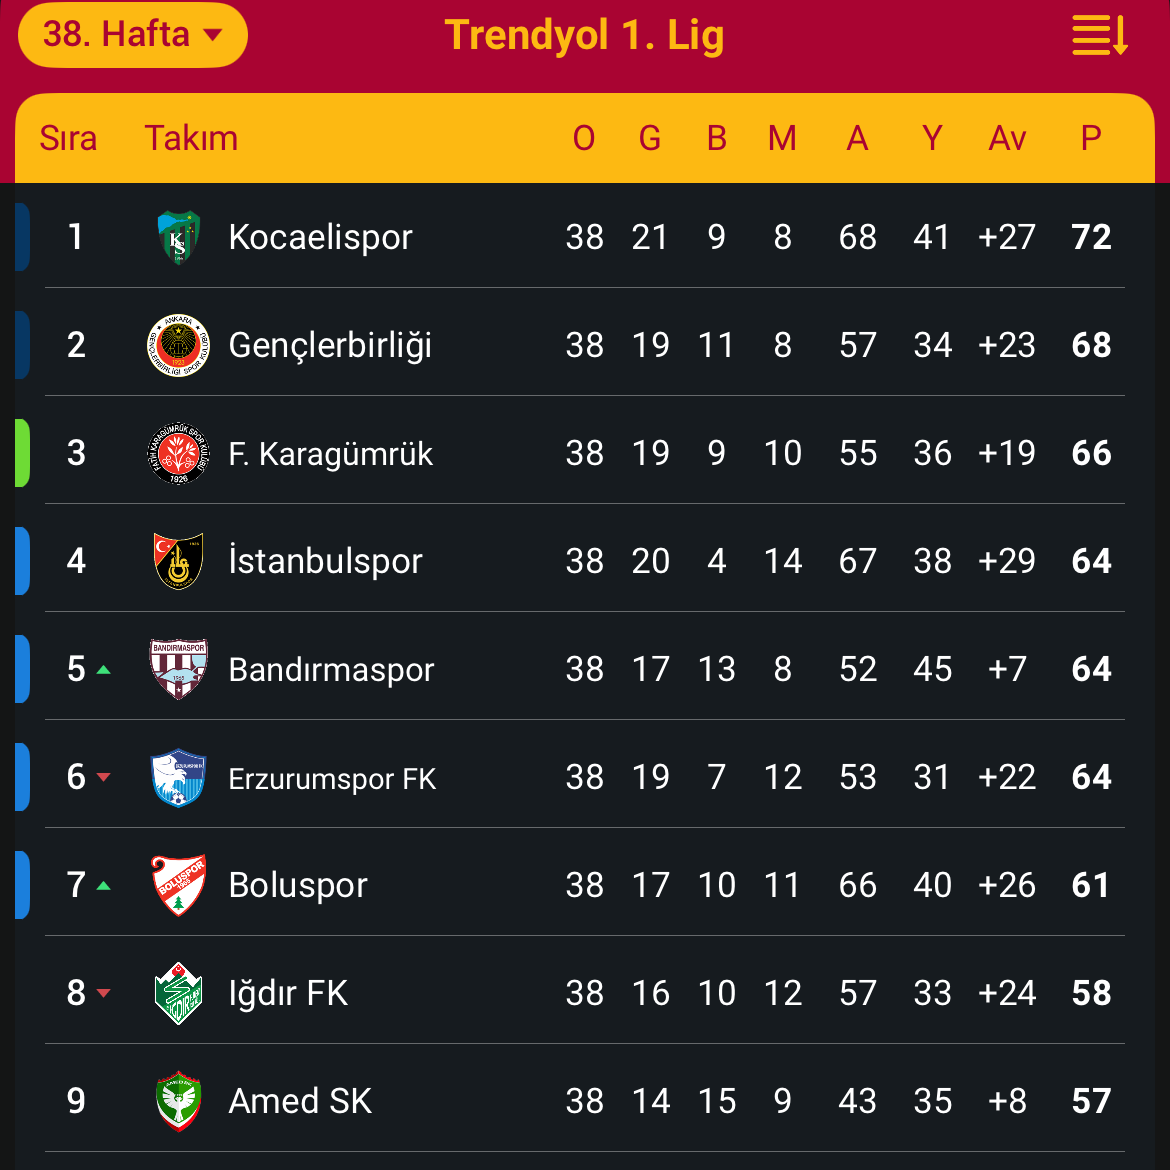 38. Hafta Trendyol 1. Lig
Sıra Takım O G B M A Y Av P
1 Kocaelispor 38 21 9 8 68 41 +27 72
2 Gençlerbirliği 38 19 11 8 57 34 +23 68
3 F. Karagümrük 38 19 9 10 55 36 +19 66
4 İstanbulspor 38 20 4 14 67 38 +29 64
5 BANDIRMASPOR Bandırmaspor 38 17 13 8 52 45 +7 64
6 Erzurumspor FK 38 19 7 12 53 31 +22 64
7 BOLUSPOR Boluspor 38 17 10 11 66 40 +26 61
8 Iğdır FK 38 16 10 12 57 33 +24 58
9 Amed SK 38 14 15 9 43 35 +8 57